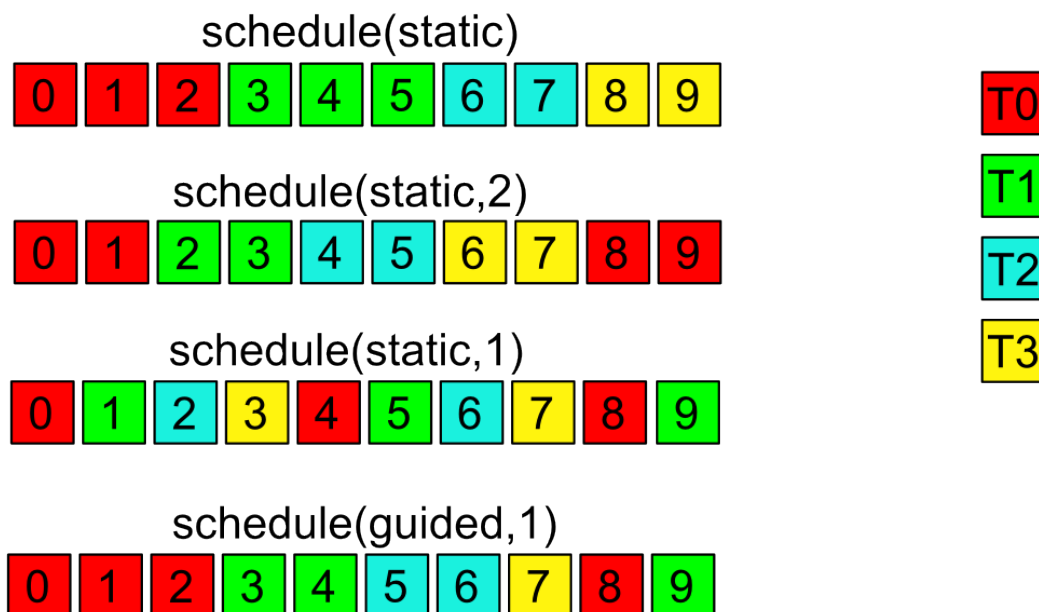 schedule(static)
0 1 2 3 4 5 6 7 8 9
schedule(static,2)
0 1 2 3 4 5 6 7 8 9
schedule(static,1)
0 1 2 3 4 5 6 7 8 9
schedule(guided,1)
0 1 2 3 4 5 6 7 8 9
T0
T1
T2
T3